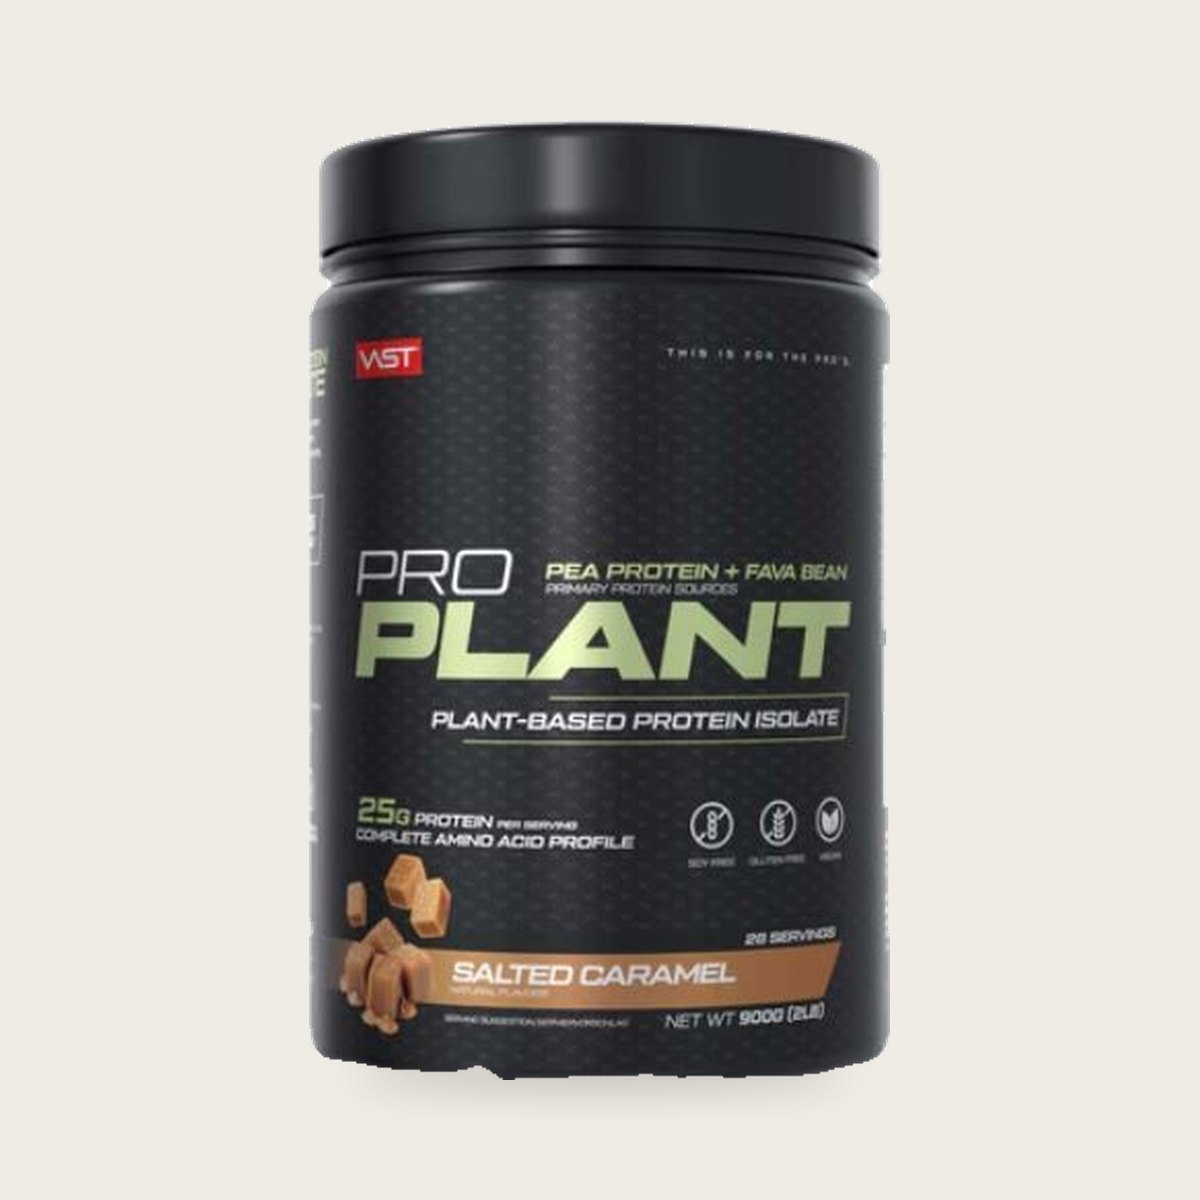 VAST
THIS IS FOR THE PRO'S
PRO
PEA PROTEIN + FAVA BEAN
PRIMARY PROTEIN SOURCES
PLANT
PLANT-BASED PROTEIN ISOLATE
25G PROTEIN PER SERVING
COMPLETE AMINO ACID PROFILE
SOY FREE
GLUTEN FREE
VEGAN
28 SERVINGS
SALTED CARAMEL
NATURAL FLAVORS
NET WT 900G (2LB)